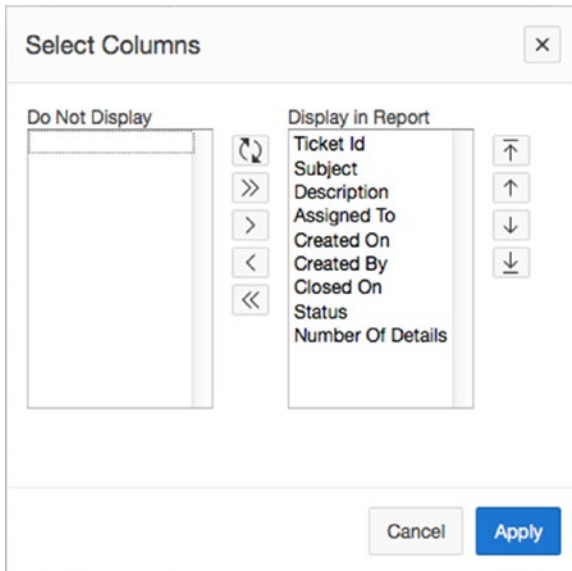 Select Columns
Do Not Display
Display in Report
Ticket Id
Subject
Description
Assigned To
Created On
Created By
Closed On
Status
Number Of Details
Cancel
Apply